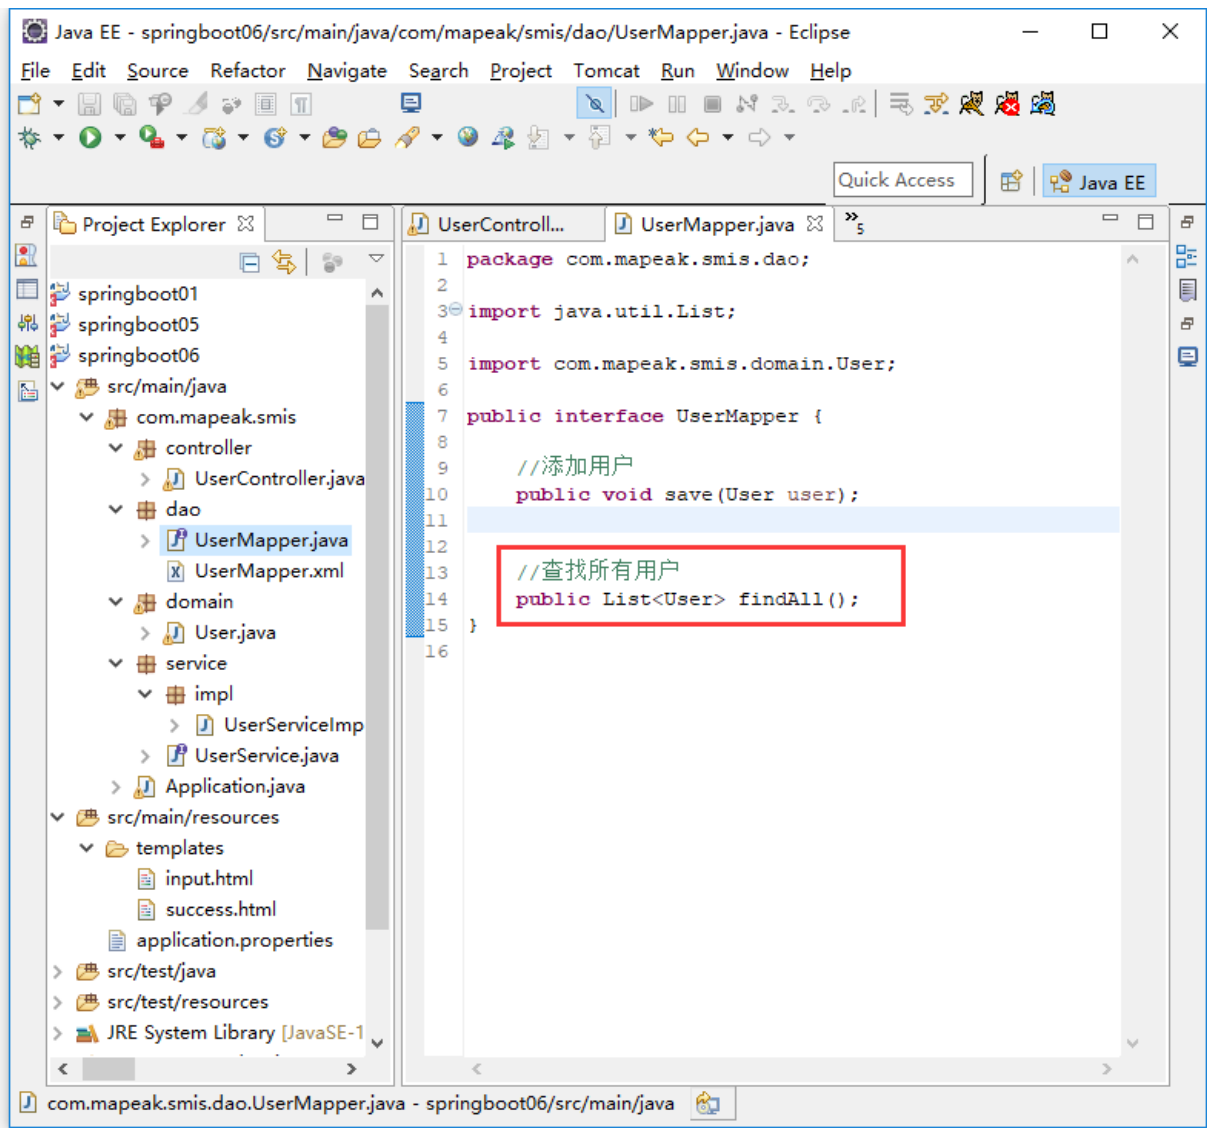 Java EE - springboot06/src/main/java/com/mapeak/smis/dao/UserMapper.java - Eclipse
File Edit Source Refactor Navigate Search Project Tomcat Run Window Help
Quick Access
Java EE
Project Explorer
springboot01
springboot05
springboot06
src/main/java
com.mapeak.smis
controller
UserController.java
dao
UserMapper.java
UserMapper.xml
domain
User.java
service
impl
UserServiceImp
UserService.java
Application.java
src/main/resources
templates
input.html
success.html
application.properties
src/test/java
src/test/resources
JRE System Library [JavaSE-1
UserControll...
UserMapper.java
»5
1 package com.mapeak.smis.dao;
2
3 import java.util.List;
4
5 import com.mapeak.smis.domain.User;
6
7 public interface UserMapper {
8
9 //添加用户
10 public void save(User user);
11
12
13 //查找所有用户
14 public List<User> findAll();
15 }
16
com.mapeak.smis.dao.UserMapper.java - springboot06/src/main/java